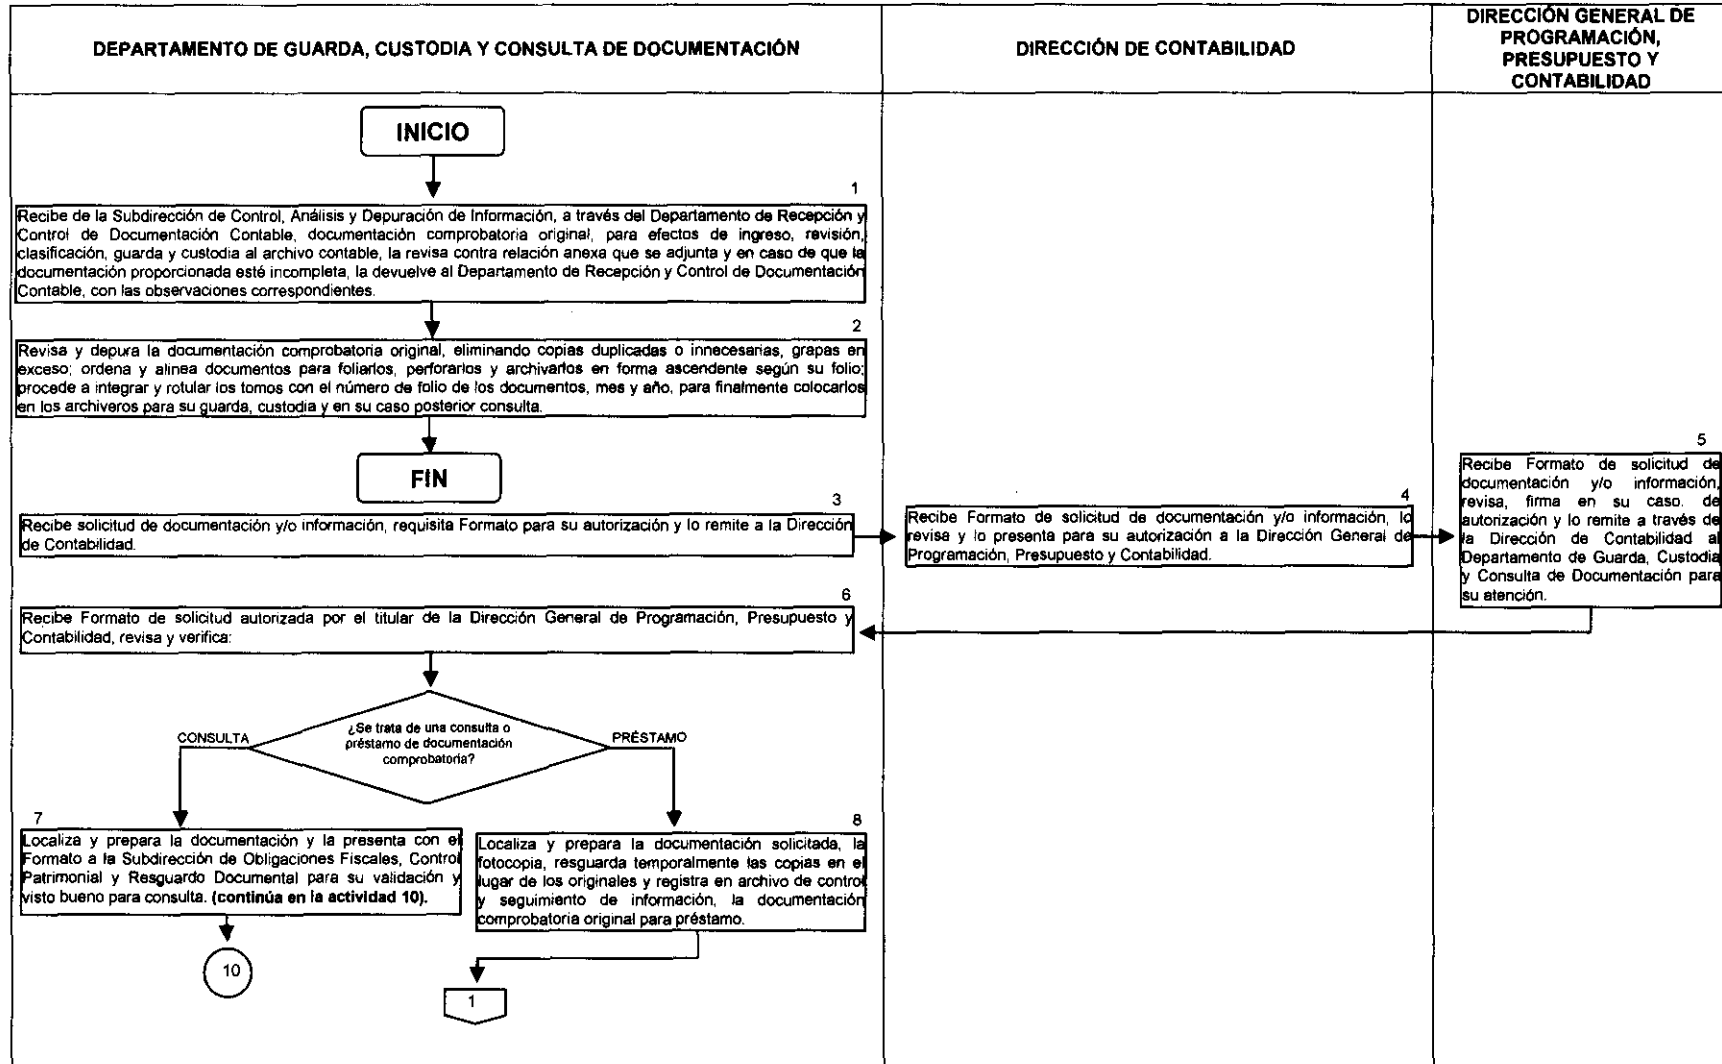 DEPARTAMENTO DE GUARDA, CUSTODIA Y CONSULTA DE DOCUMENTACIÓN
DIRECCIÓN DE CONTABILIDAD
DIRECCIÓN GENERAL DE
PROGRAMACIÓN,
PRESUPUESTO Y
CONTABILIDAD
INICIO
1
Recibe de la Subdirección de Control, Análisis y Depuración de Información, a través del Departamento de Recepción y
Control de Documentación Contable, documentación comprobatoria original, para efectos de ingreso, revisión,
clasificación, guarda y custodia al archivo contable, la revisa contra relación anexa que se adjunta y en caso de que la
documentación proporcionada esté incompleta, la devuelve al Departamento de Recepción y Control de Documentación
Contable, con las observaciones correspondientes.
2
Revisa y depura la documentación comprobatoria original, eliminando copias duplicadas o innecesarias, grapas en
exceso; ordena y alinea documentos para foliarlos, perforarlos y archivarlos en forma ascendente según su folio;
procede a integrar y rotular los tomos con el número de folio de los documentos, mes y año, para finalmente colocarlos
en los archiveros para su guarda, custodia y en su caso posterior consulta.
FIN
3
Recibe solicitud de documentación y/o información, requisita Formato para su autorización y lo remite a la Dirección
de Contabilidad.
4
Recibe Formato de solicitud de documentación y/o información, lo
revisa y lo presenta para su autorización a la Dirección General de
Programación, Presupuesto y Contabilidad.
5
Recibe Formato de solicitud de
documentación y/o información,
revisa, firma en su caso. de
autorización y lo remite a través de
la Dirección de Contabilidad al
Departamento de Guarda, Custodia
y Consulta de Documentación para
su atención.
6
Recibe Formato de solicitud autorizada por el titular de la Dirección General de Programación, Presupuesto y
Contabilidad, revisa y verifica:
¿Se trata de una consulta o
préstamo de documentación
comprobatoria?
CONSULTA
PRÉSTAMO
7
Localiza y prepara la documentación y la presenta con el
Formato a la Subdirección de Obligaciones Fiscales, Control
Patrimonial y Resguardo Documental para su validación y
visto bueno para consulta. (continúa en la actividad 10).
10
8
Localiza y prepara la documentación solicitada, la
fotocopia, resguarda temporalmente las copias en el
lugar de los originales y registra en archivo de control
y seguimiento de información, la documentación
comprobatoria original para préstamo.
1